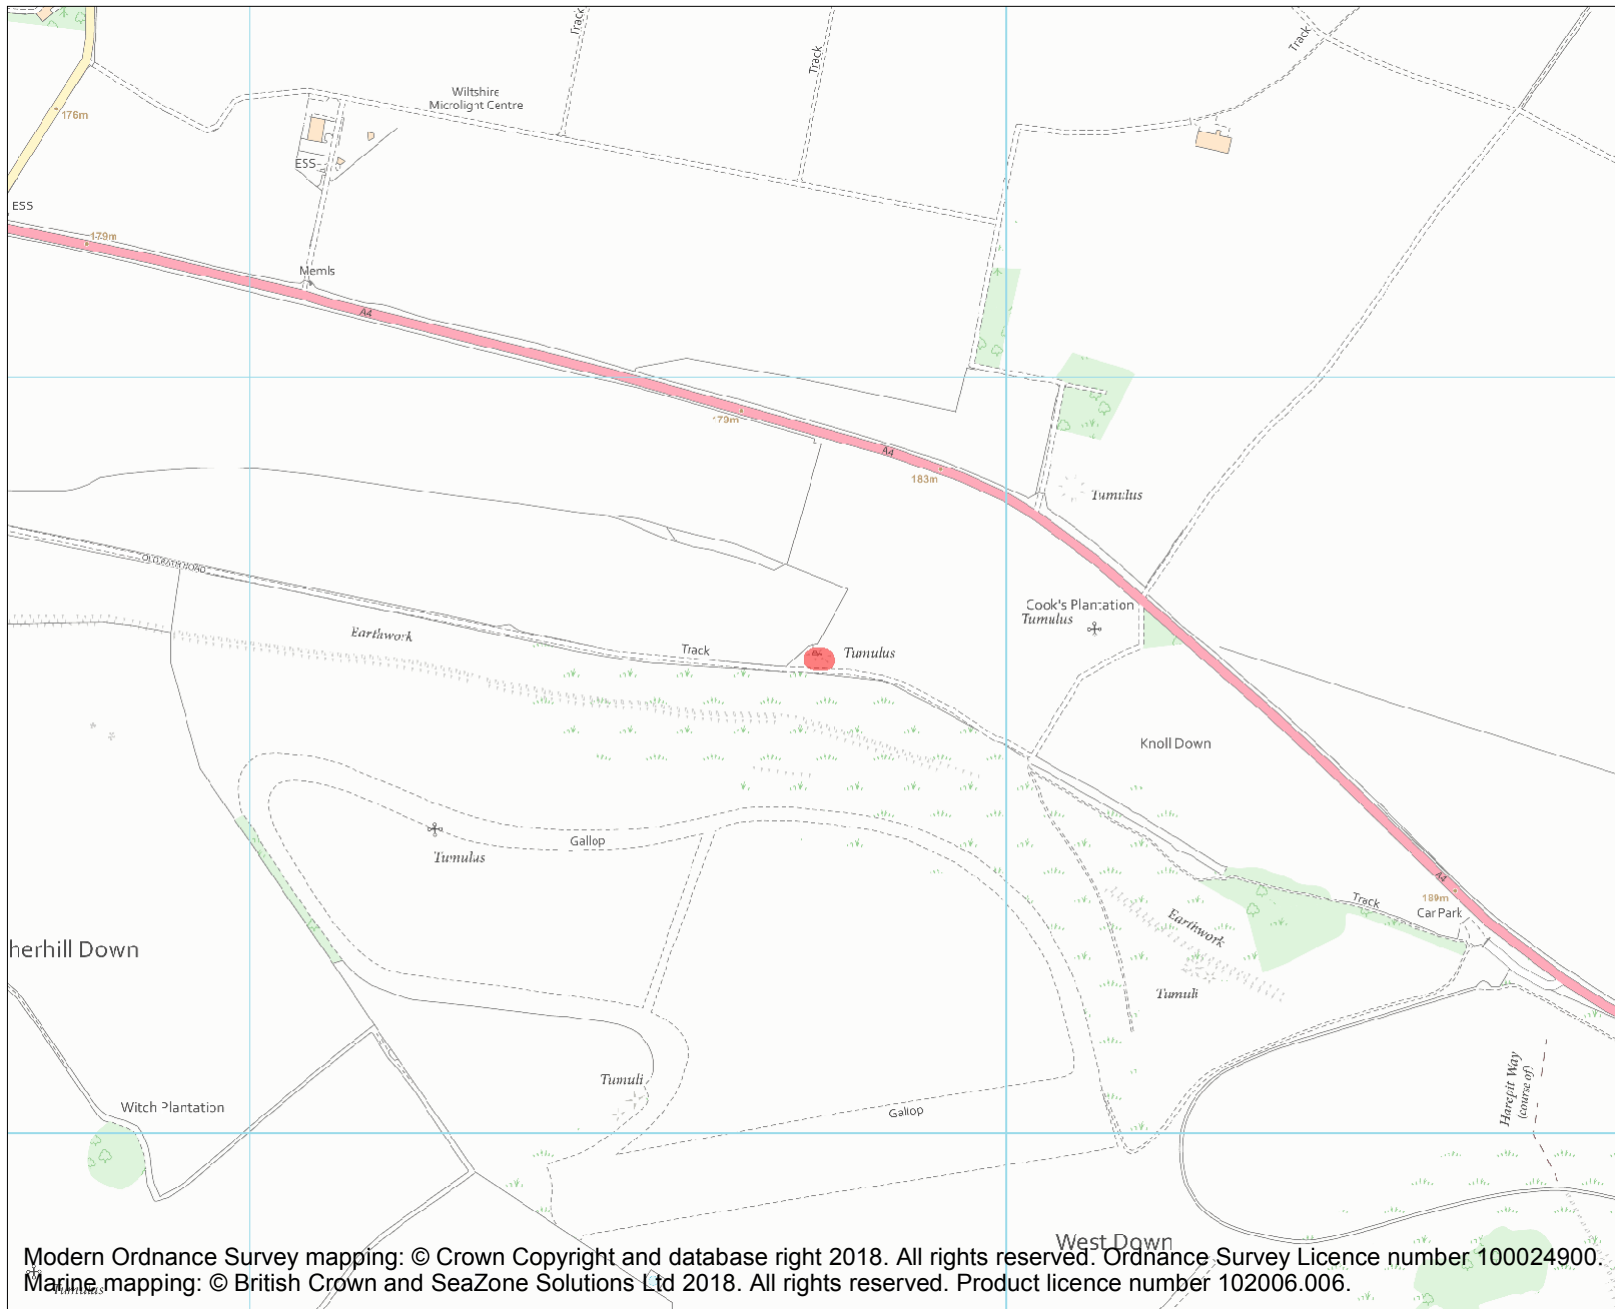 Track
Track
Track
Wiltshire
Microlight Centre
176m
ESS
ESS
179m
Memls
A4
179m
A4
183m
Tumulus
OLD BATH ROAD
Cook's Plantation
Tumulus
Earthwork
Track
Tumulus
Knoll Down
Gallop
Tumulus
A4
189m
Car Park
Track
Earthwork
herhill Down
Tumuli
Tumuli
Harepit Way
(course of)
Witch Plantation
Gallop
West Down
Modern Ordnance Survey mapping: © Crown Copyright and database right 2018. All rights reserved. Ordnance Survey Licence number 100024900.
Marine mapping: © British Crown and SeaZone Solutions Ltd 2018. All rights reserved. Product licence number 102006.006.
Tumulus